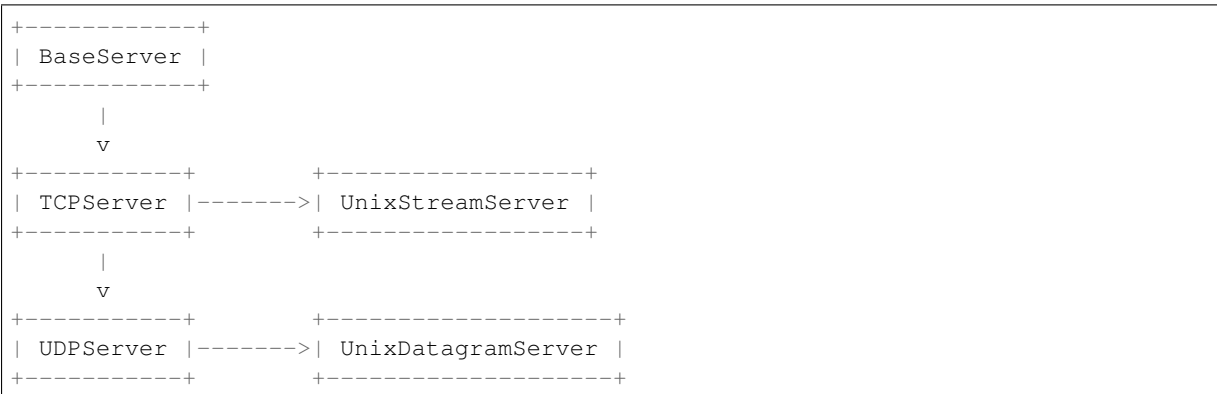 +------------+
| BaseServer |
+------------+
      |
      v
+-----------+        +------------------+
| TCPServer |------->| UnixStreamServer |
+-----------+        +------------------+
      |
      v
+-----------+        +--------------------+
| UDPServer |------->| UnixDatagramServer |
+-----------+        +--------------------+